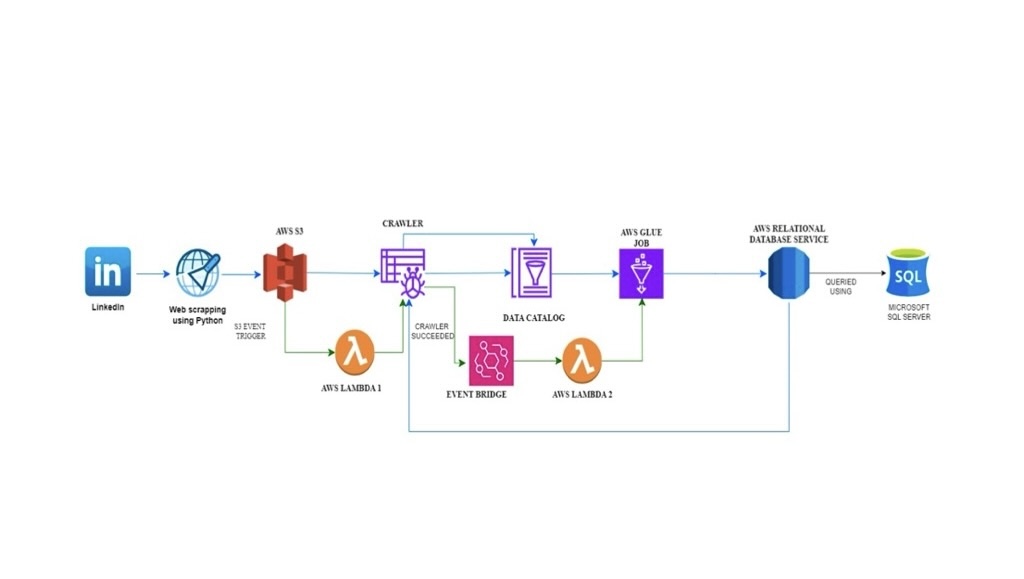 in
LinkedIn
Web scrapping
using Python
AWS S3
S3 EVENT
TRIGGER
AWS LAMBDA 1
CRAWLER
CRAWLER
SUCCEEDED
EVENT BRIDGE
DATA CATALOG
AWS LAMBDA 2
AWS GLUE
JOB
AWS RELATIONAL
DATABASE SERVICE
QUERIED
USING
SQL
MICROSOFT
SQL SERVER